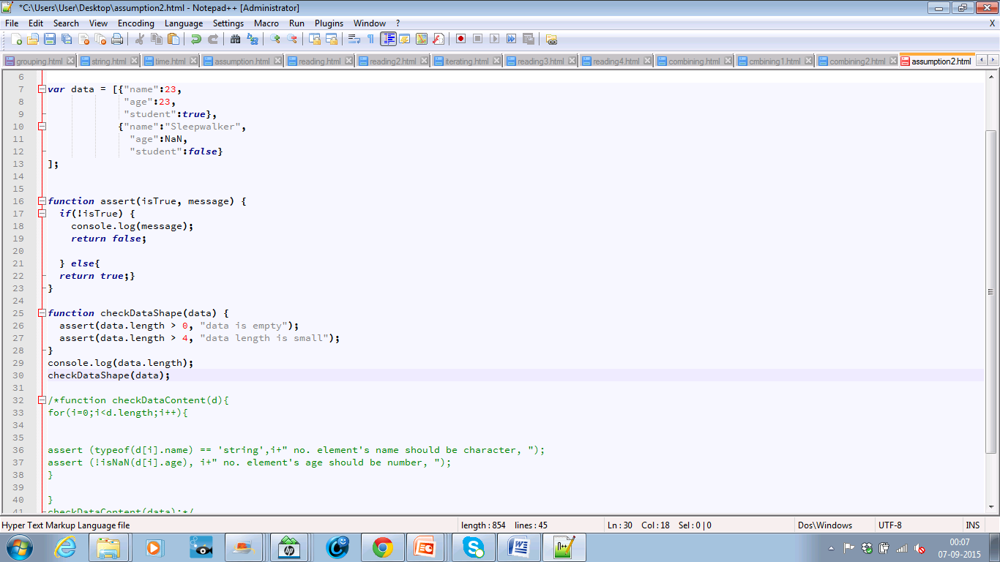 *C:\Users\User\Desktop\assumption2.html - Notepad++ [Administrator]
File Edit Search View Encoding Language Settings Macro Run Plugins Window ? X
grouping.html string.html time.html assumption.html reading.html reading2.html iterating.html reading3.html reading4.html combining.html cmbining1.html combining2.html assumption2.html
6
7 var data = [{"name":23,
8 "age":23,
9 "student":true},
10 {"name":"Sleepwalker",
11 "age":NaN,
12 "student":false}
13 ];
14
15
16 function assert(isTrue, message) {
17 if(!isTrue) {
18 console.log(message);
19 return false;
20
21 } else{
22 return true;}
23 }
24
25 function checkDataShape(data) {
26 assert(data.length > 0, "data is empty");
27 assert(data.length > 4, "data length is small");
28 }
29 console.log(data.length);
30 checkDataShape(data);
31
32 /*function checkDataContent(d){
33 for(i=0;i<d.length;i++){
34
35
36 assert (typeof(d[i].name) == 'string',i+" no. element's name should be character, ");
37 assert (!isNaN(d[i].age), i+" no. element's age should be number, ");
38 }
39
40 }
41 checkDataContent(data);*/
Hyper Text Markup Language file length : 854 lines : 45 Ln : 30 Col : 18 Sel : 0 | 0 Dos\Windows UTF-8 INS
00:07
07-09-2015